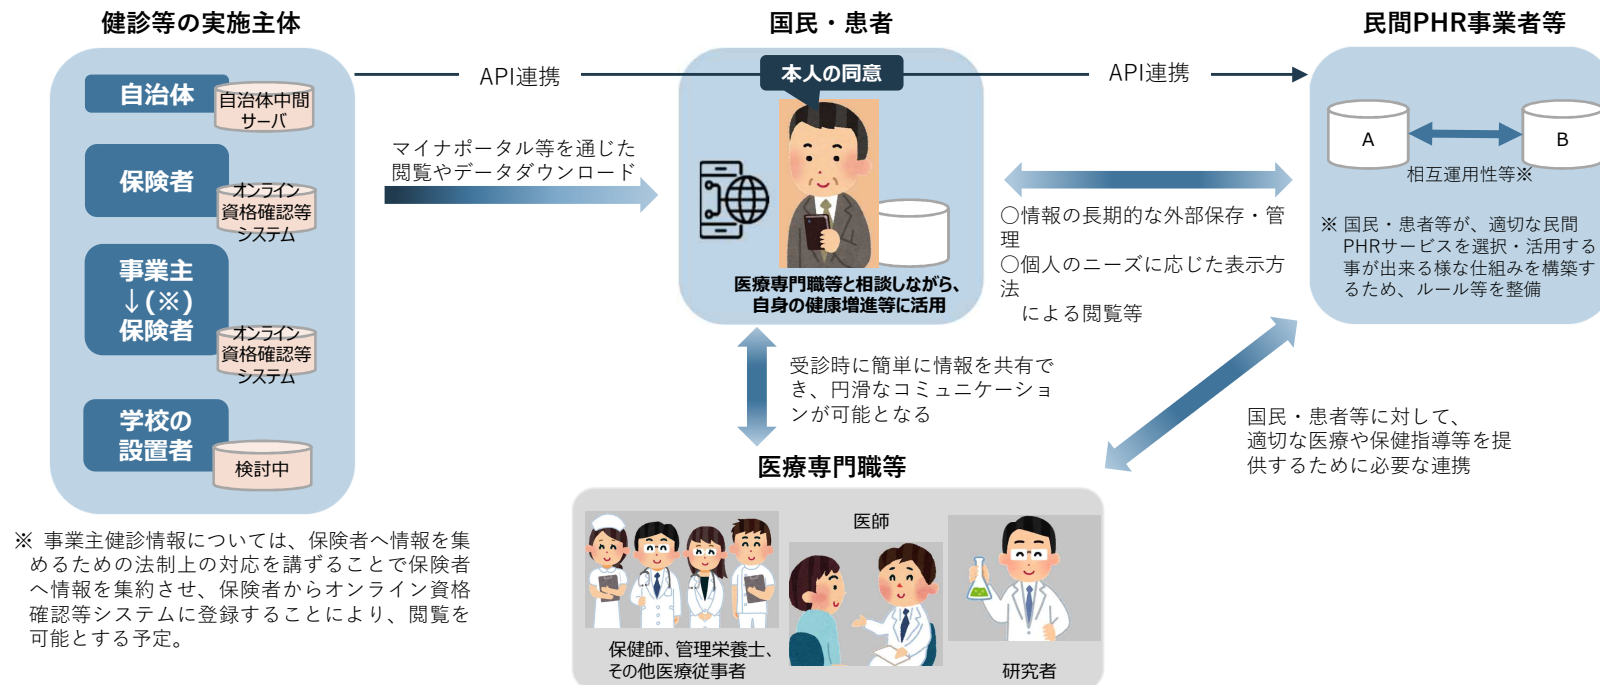 健診等の実施主体
自治体
自治体中間
サーバ
保険者
オンライン
資格確認等
システム
事業主
↓(※)
保険者
オンライン
資格確認等
システム
学校の
設置者
検討中
※ 事業主健診情報については、保険者へ情報を集
めるための法制上の対応を講ずることで保険者
へ情報を集約させ、保険者からオンライン資格
確認等システムに登録することにより、閲覧を
可能とする予定。
API連携
マイナポータル等を通じた
閲覧やデータダウンロード
国民・患者
本人の同意
医療専門職等と相談しながら、
自身の健康増進等に活用
API連携
○情報の長期的な外部保存・管
理
○個人のニーズに応じた表示方
法
による閲覧等
民間PHR事業者等
A
B
相互運用性等※
※ 国民・患者等が、適切な民間
PHRサービスを選択・活用する
事が出来る様な仕組みを構築す
るため、ルール等を整備
受診時に簡単に情報を共有で
き、円滑なコミュニケーショ
ンが可能となる
国民・患者等に対して、
適切な医療や保健指導等を提
供するために必要な連携
医療専門職等
保健師、管理栄養士、
その他医療従事者
医師
研究者